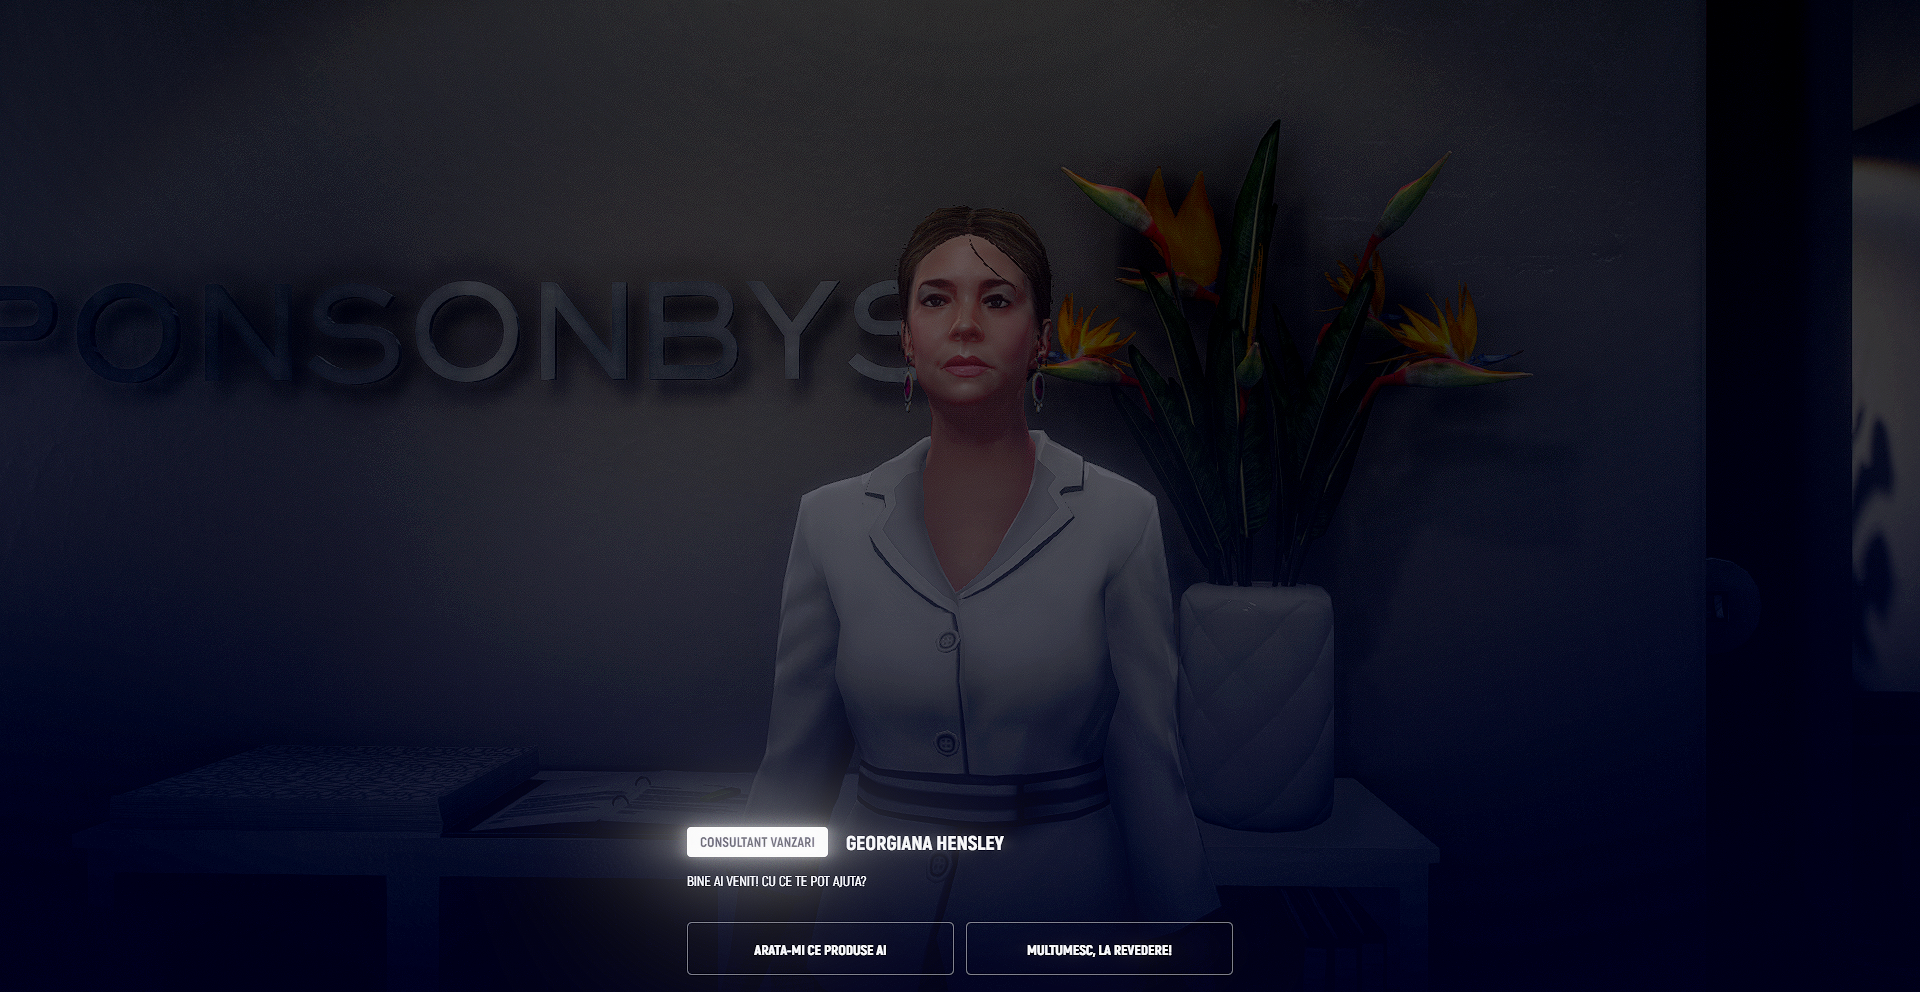 PONSONBYS
CONSULTANT VANZARI
GEORGIANA HENSLEY
BINE AI VENIT! CU CE TE POT AJUTA?
ARATA-MI CE PRODUSE AI
MULTUMESC, LA REVEDERE!